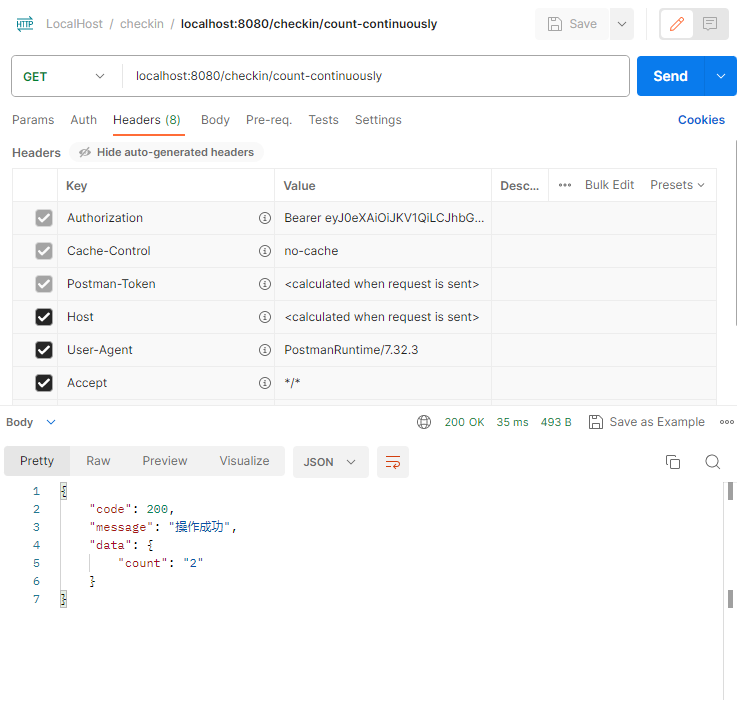 HTTP LocalHost / checkin / localhost:8080/checkin/count-continuously Save
GET localhost:8080/checkin/count-continuously Send
Params Auth Headers (8) Body Pre-req. Tests Settings Cookies
Headers Hide auto-generated headers
Key Value Desc... ••• Bulk Edit Presets
Authorization Bearer eyJ0eXAiOiJKV1QiLCJhbG...
Cache-Control no-cache
Postman-Token <calculated when request is sent>
Host <calculated when request is sent>
User-Agent PostmanRuntime/7.32.3
Accept */*
Body 200 OK 35 ms 493 B Save as Example
Pretty Raw Preview Visualize JSON
1 {
2 "code": 200,
3 "message": "操作成功",
4 "data": {
5 "count": "2"
6 }
7 }